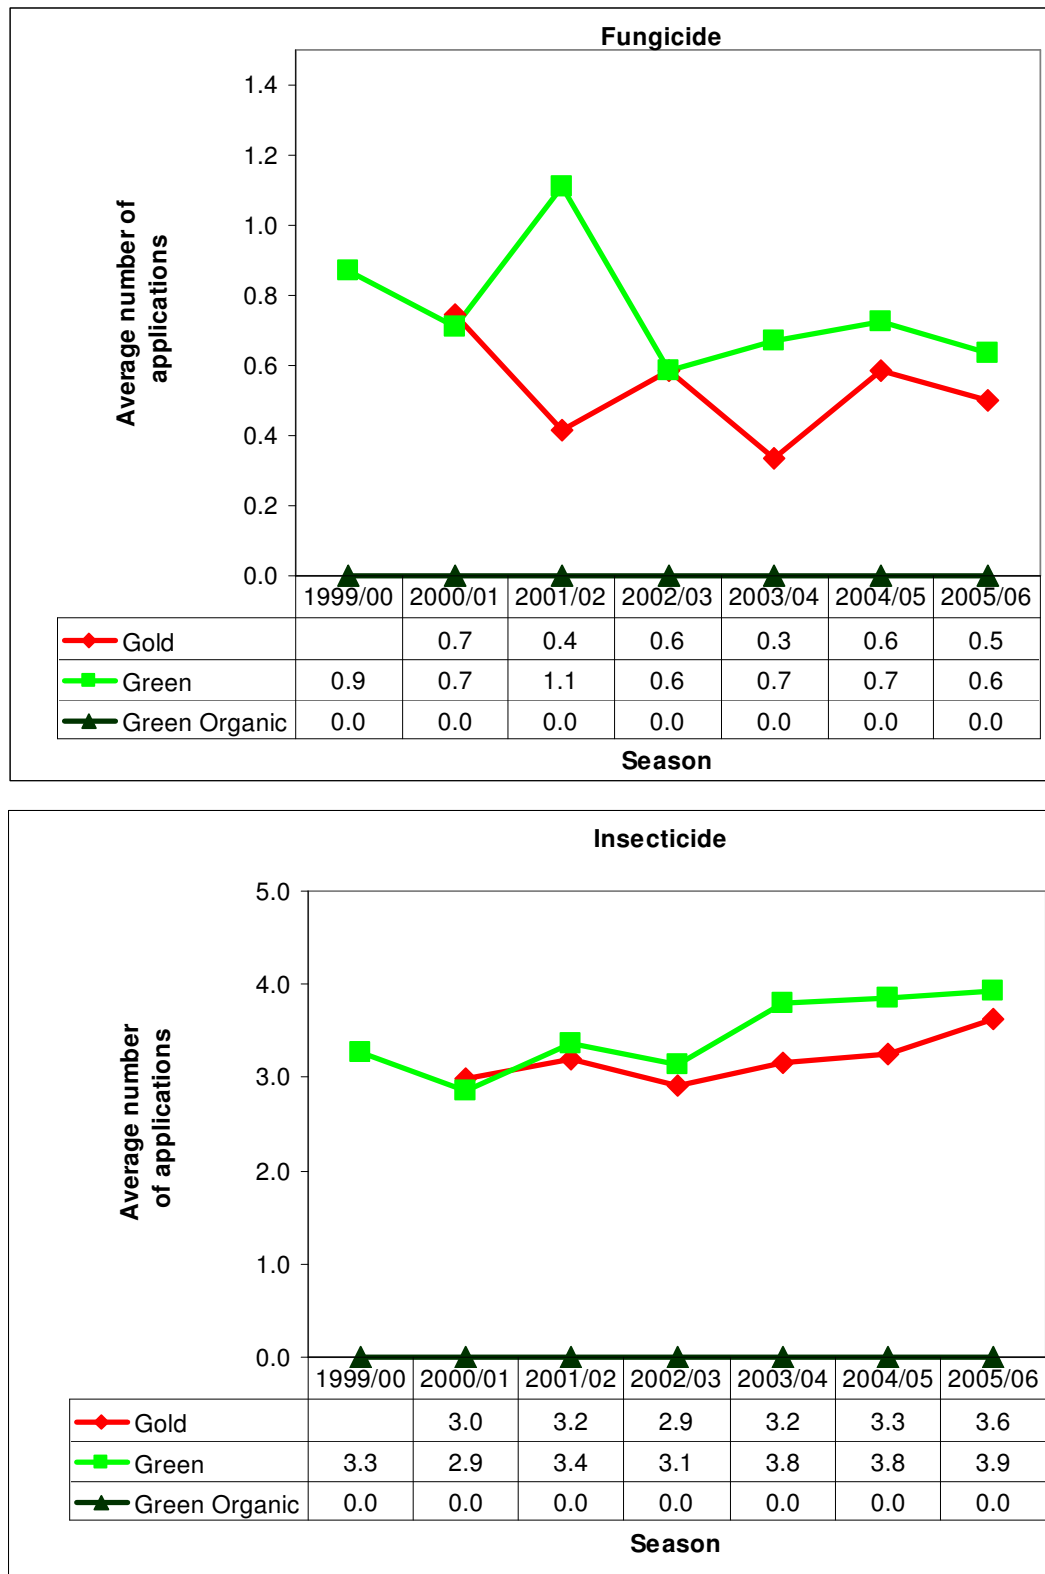 Fungicide
1.4
1.2
1.0
0.8
0.6
0.4
0.2
0.0
Average number of
applications
1999/00 2000/01 2001/02 2002/03 2003/04 2004/05 2005/06
Gold 0.7 0.4 0.6 0.3 0.6 0.5
Green 0.9 0.7 1.1 0.6 0.7 0.7 0.6
Green Organic 0.0 0.0 0.0 0.0 0.0 0.0 0.0
Season
Insecticide
5.0
4.0
3.0
2.0
1.0
0.0
Average number
of applications
1999/00 2000/01 2001/02 2002/03 2003/04 2004/05 2005/06
Gold 3.0 3.2 2.9 3.2 3.3 3.6
Green 3.3 2.9 3.4 3.1 3.8 3.8 3.9
Green Organic 0.0 0.0 0.0 0.0 0.0 0.0 0.0
Season